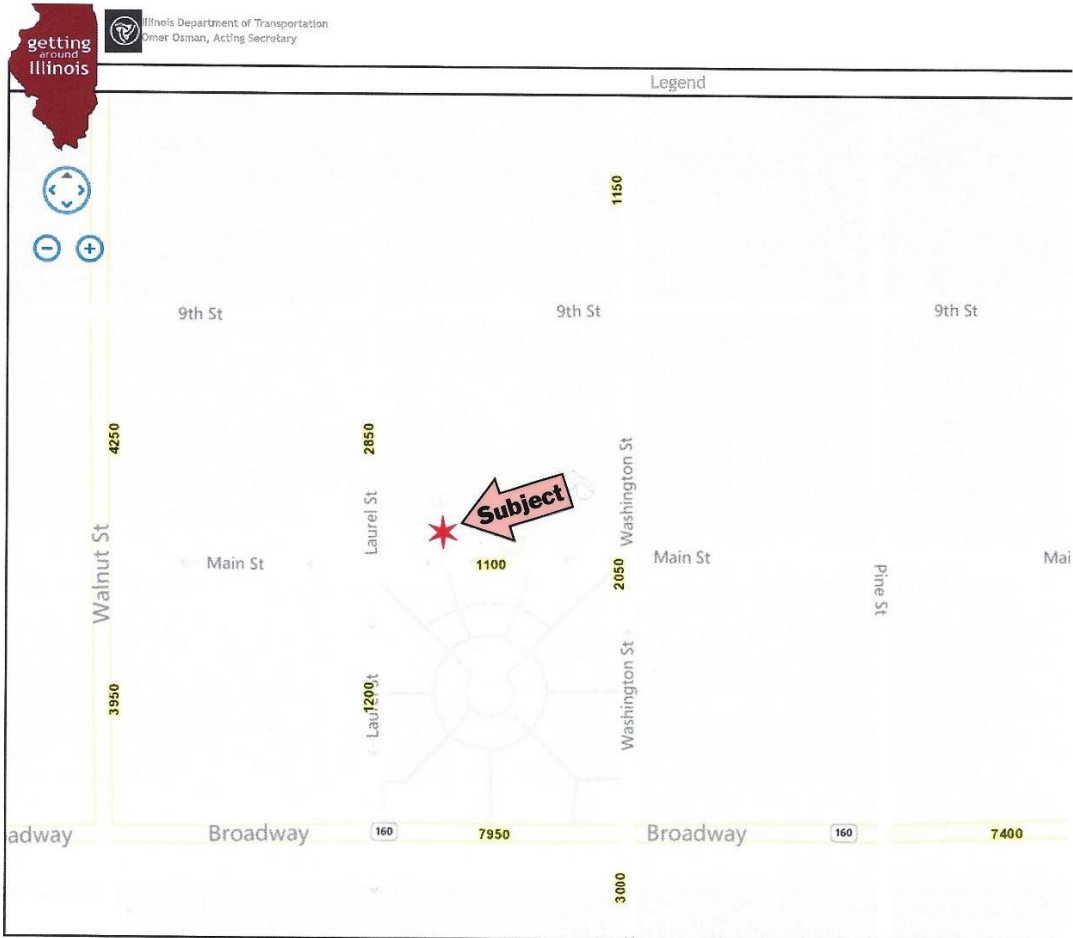 Illinois Department of Transportation
Omer Osman, Acting Secretary
getting
around
Illinois
Legend
1150
9th St
9th St
9th St
4250
2850
Laurel St
Subject
Washington St
Walnut St
Main St
1100
2050
Main St
Mai
Pine St
3950
1200
Laurel St
Washington St
adway
Broadway
160
7950
Broadway
160
7400
3000